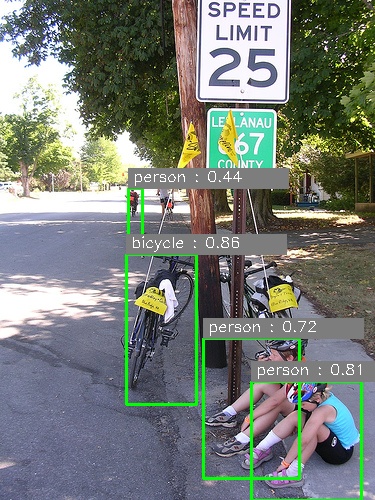 SPEED
LIMIT
25
LEELANAU
67
COUNTY
person : 0.44
bicycle : 0.86
person : 0.72
person : 0.81